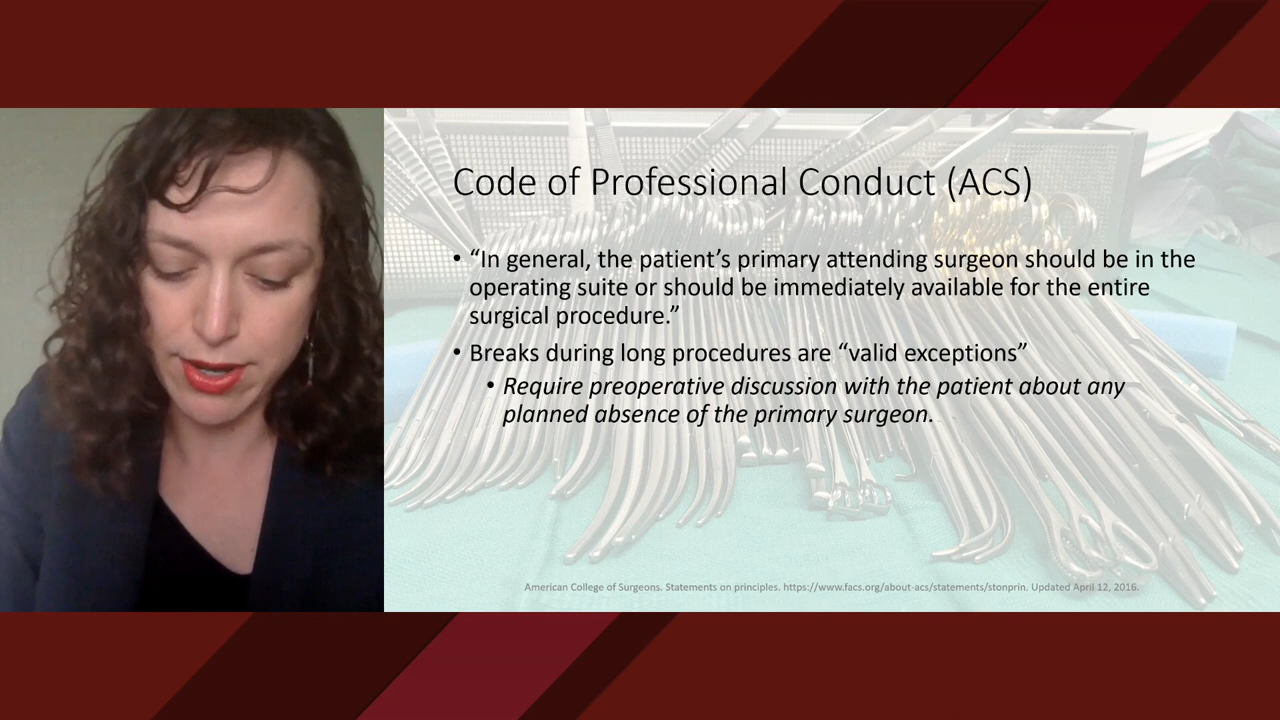 Code of Professional Conduct (ACS)
• “In general, the patient’s primary attending surgeon should be in the
operating suite or should be immediately available for the entire
surgical procedure.”
• Breaks during long procedures are “valid exceptions”
• Require preoperative discussion with the patient about any
planned absence of the primary surgeon.
American College of Surgeons. Statements on principles. https://www.facs.org/about-acs/statements/stonprin. Updated April 12, 2016.